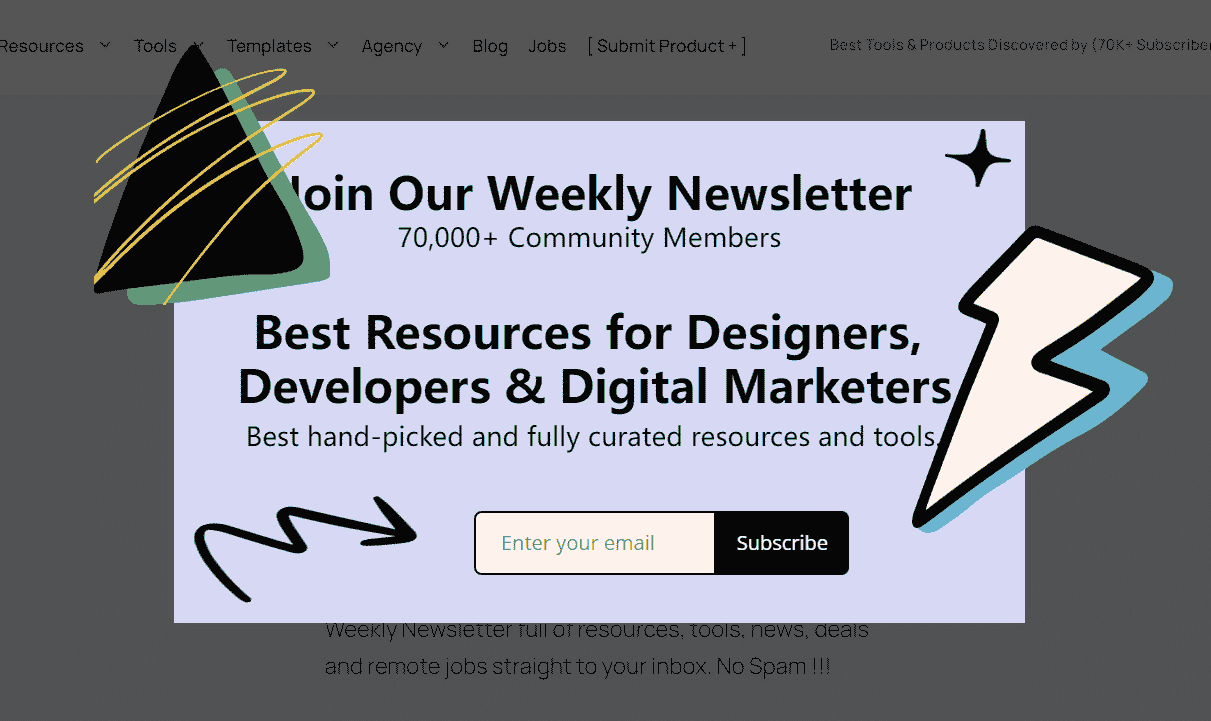 Resources Tools Templates Agency Blog Jobs [ Submit Product + ] Best Tools & Products Discovered by (70K+ Subscriber
Join Our Weekly Newsletter
70,000+ Community Members
Best Resources for Designers,
Developers & Digital Marketers
Best hand-picked and fully curated resources and tools.
Enter your email Subscribe
Weekly Newsletter full of resources, tools, news, deals
and remote jobs straight to your inbox. No Spam !!!